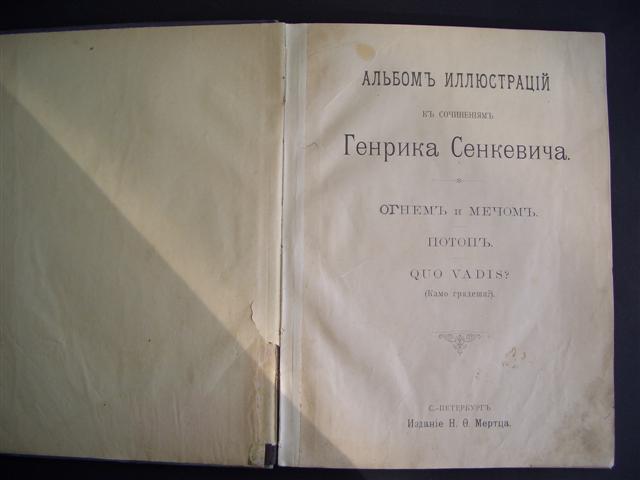 АЛЬБОМЪ ИЛЛЮСТРАЦІЙ
КЪ СОЧИНЕНІЯМЪ
Генрика Сенкевича.
ОГНЕМЪ и МЕЧОМЪ.
ПОТОПЪ.
QUO VADIS?
(Камо грядеши?).
С.-ПЕТЕРБУРГЪ
Изданіе Н. Ѳ. Мертца.